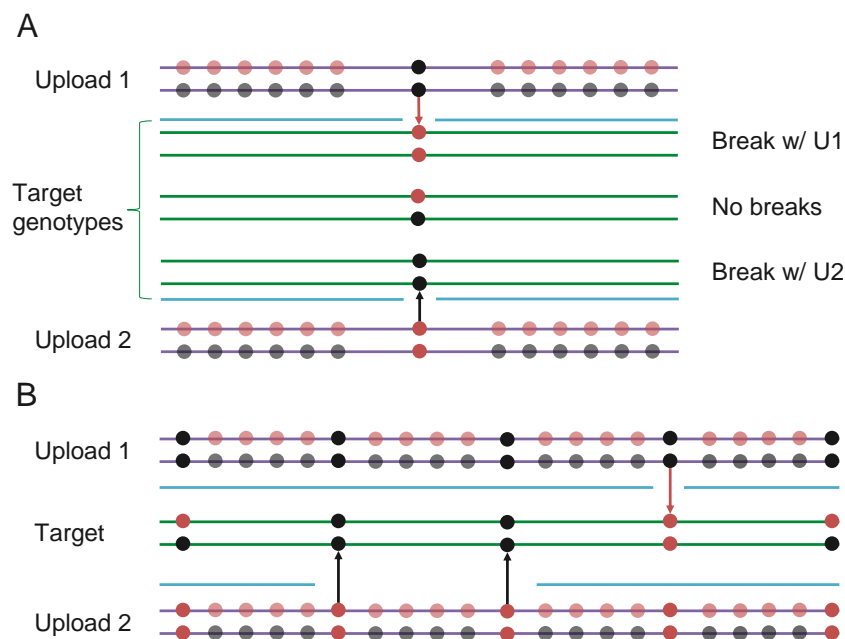 A
Upload 1
Break w/ U1
Target
genotypes
No breaks
Break w/ U2
Upload 2
B
Upload 1
Target
Upload 2